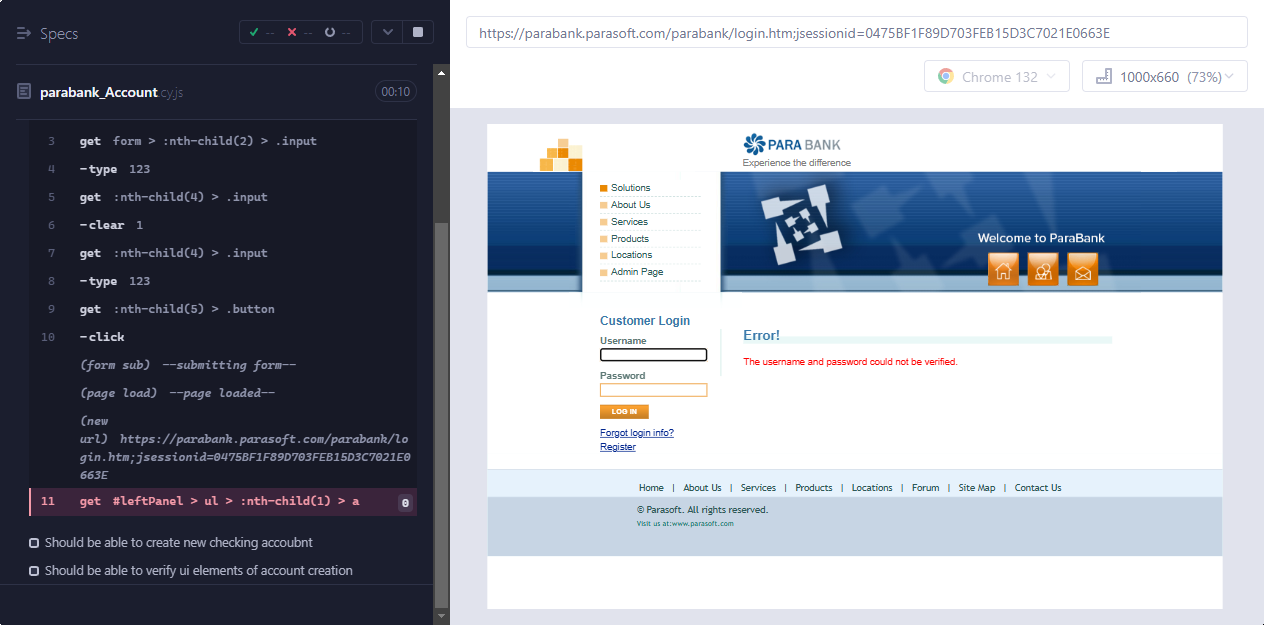 Specs
-- -- --
parabank_Account.cy.js 00:10
3 get form > :nth-child(2) > .input
4 -type 123
5 get :nth-child(4) > .input
6 -clear 1
7 get :nth-child(4) > .input
8 -type 123
9 get :nth-child(5) > .button
10 -click
(form sub) --submitting form--
(page load) --page loaded--
(new
url) https://parabank.parasoft.com/parabank/lo
gin.htm;jsessionid=0475BF1F89D703FEB15D3C7021E0
663E
11 get #leftPanel > ul > :nth-child(1) > a 0
Should be able to create new checking accoubnt
Should be able to verify ui elements of account creation
https://parabank.parasoft.com/parabank/login.htm;jsessionid=0475BF1F89D703FEB15D3C7021E0663E
Chrome 132
1000x660 (73%)
PARA BANK
Experience the difference
Solutions
About Us
Services
Products
Locations
Admin Page
Welcome to ParaBank
Customer Login
Username
Password
LOG IN
Forgot login info?
Register
Error!
The username and password could not be verified.
Home | About Us | Services | Products | Locations | Forum | Site Map | Contact Us
© Parasoft. All rights reserved.
Visit us at:www.parasoft.com